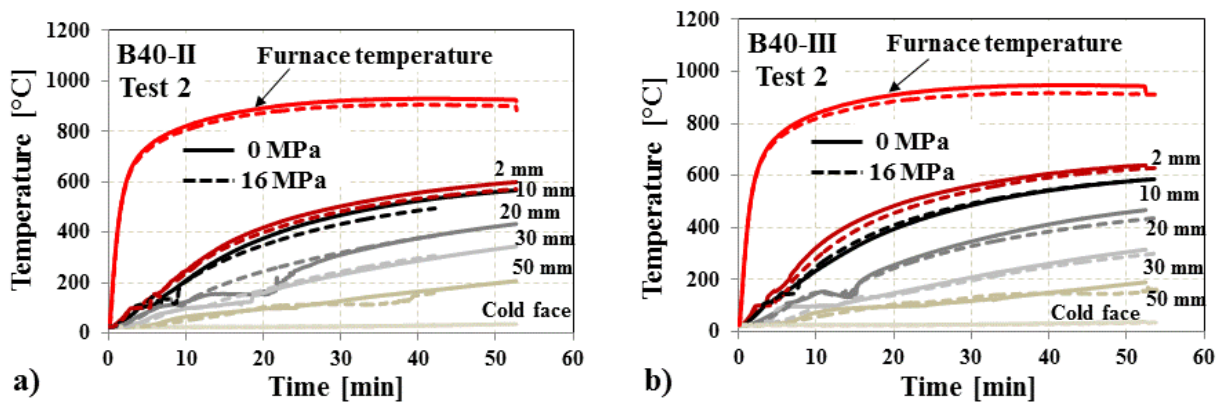 1200
1000
800
600
400
200
0
Temperature [°C]
B40-II
Test 2
Furnace temperature
0 MPa
16 MPa
2 mm
10 mm
20 mm
30 mm
50 mm
Cold face
0 10 20 30 40 50 60
Time [min]
a)
1200
1000
800
600
400
200
0
Temperature [°C]
B40-III
Test 2
Furnace temperature
0 MPa
16 MPa
2 mm
10 mm
20 mm
30 mm
50 mm
Cold face
0 10 20 30 40 50 60
Time [min]
b)